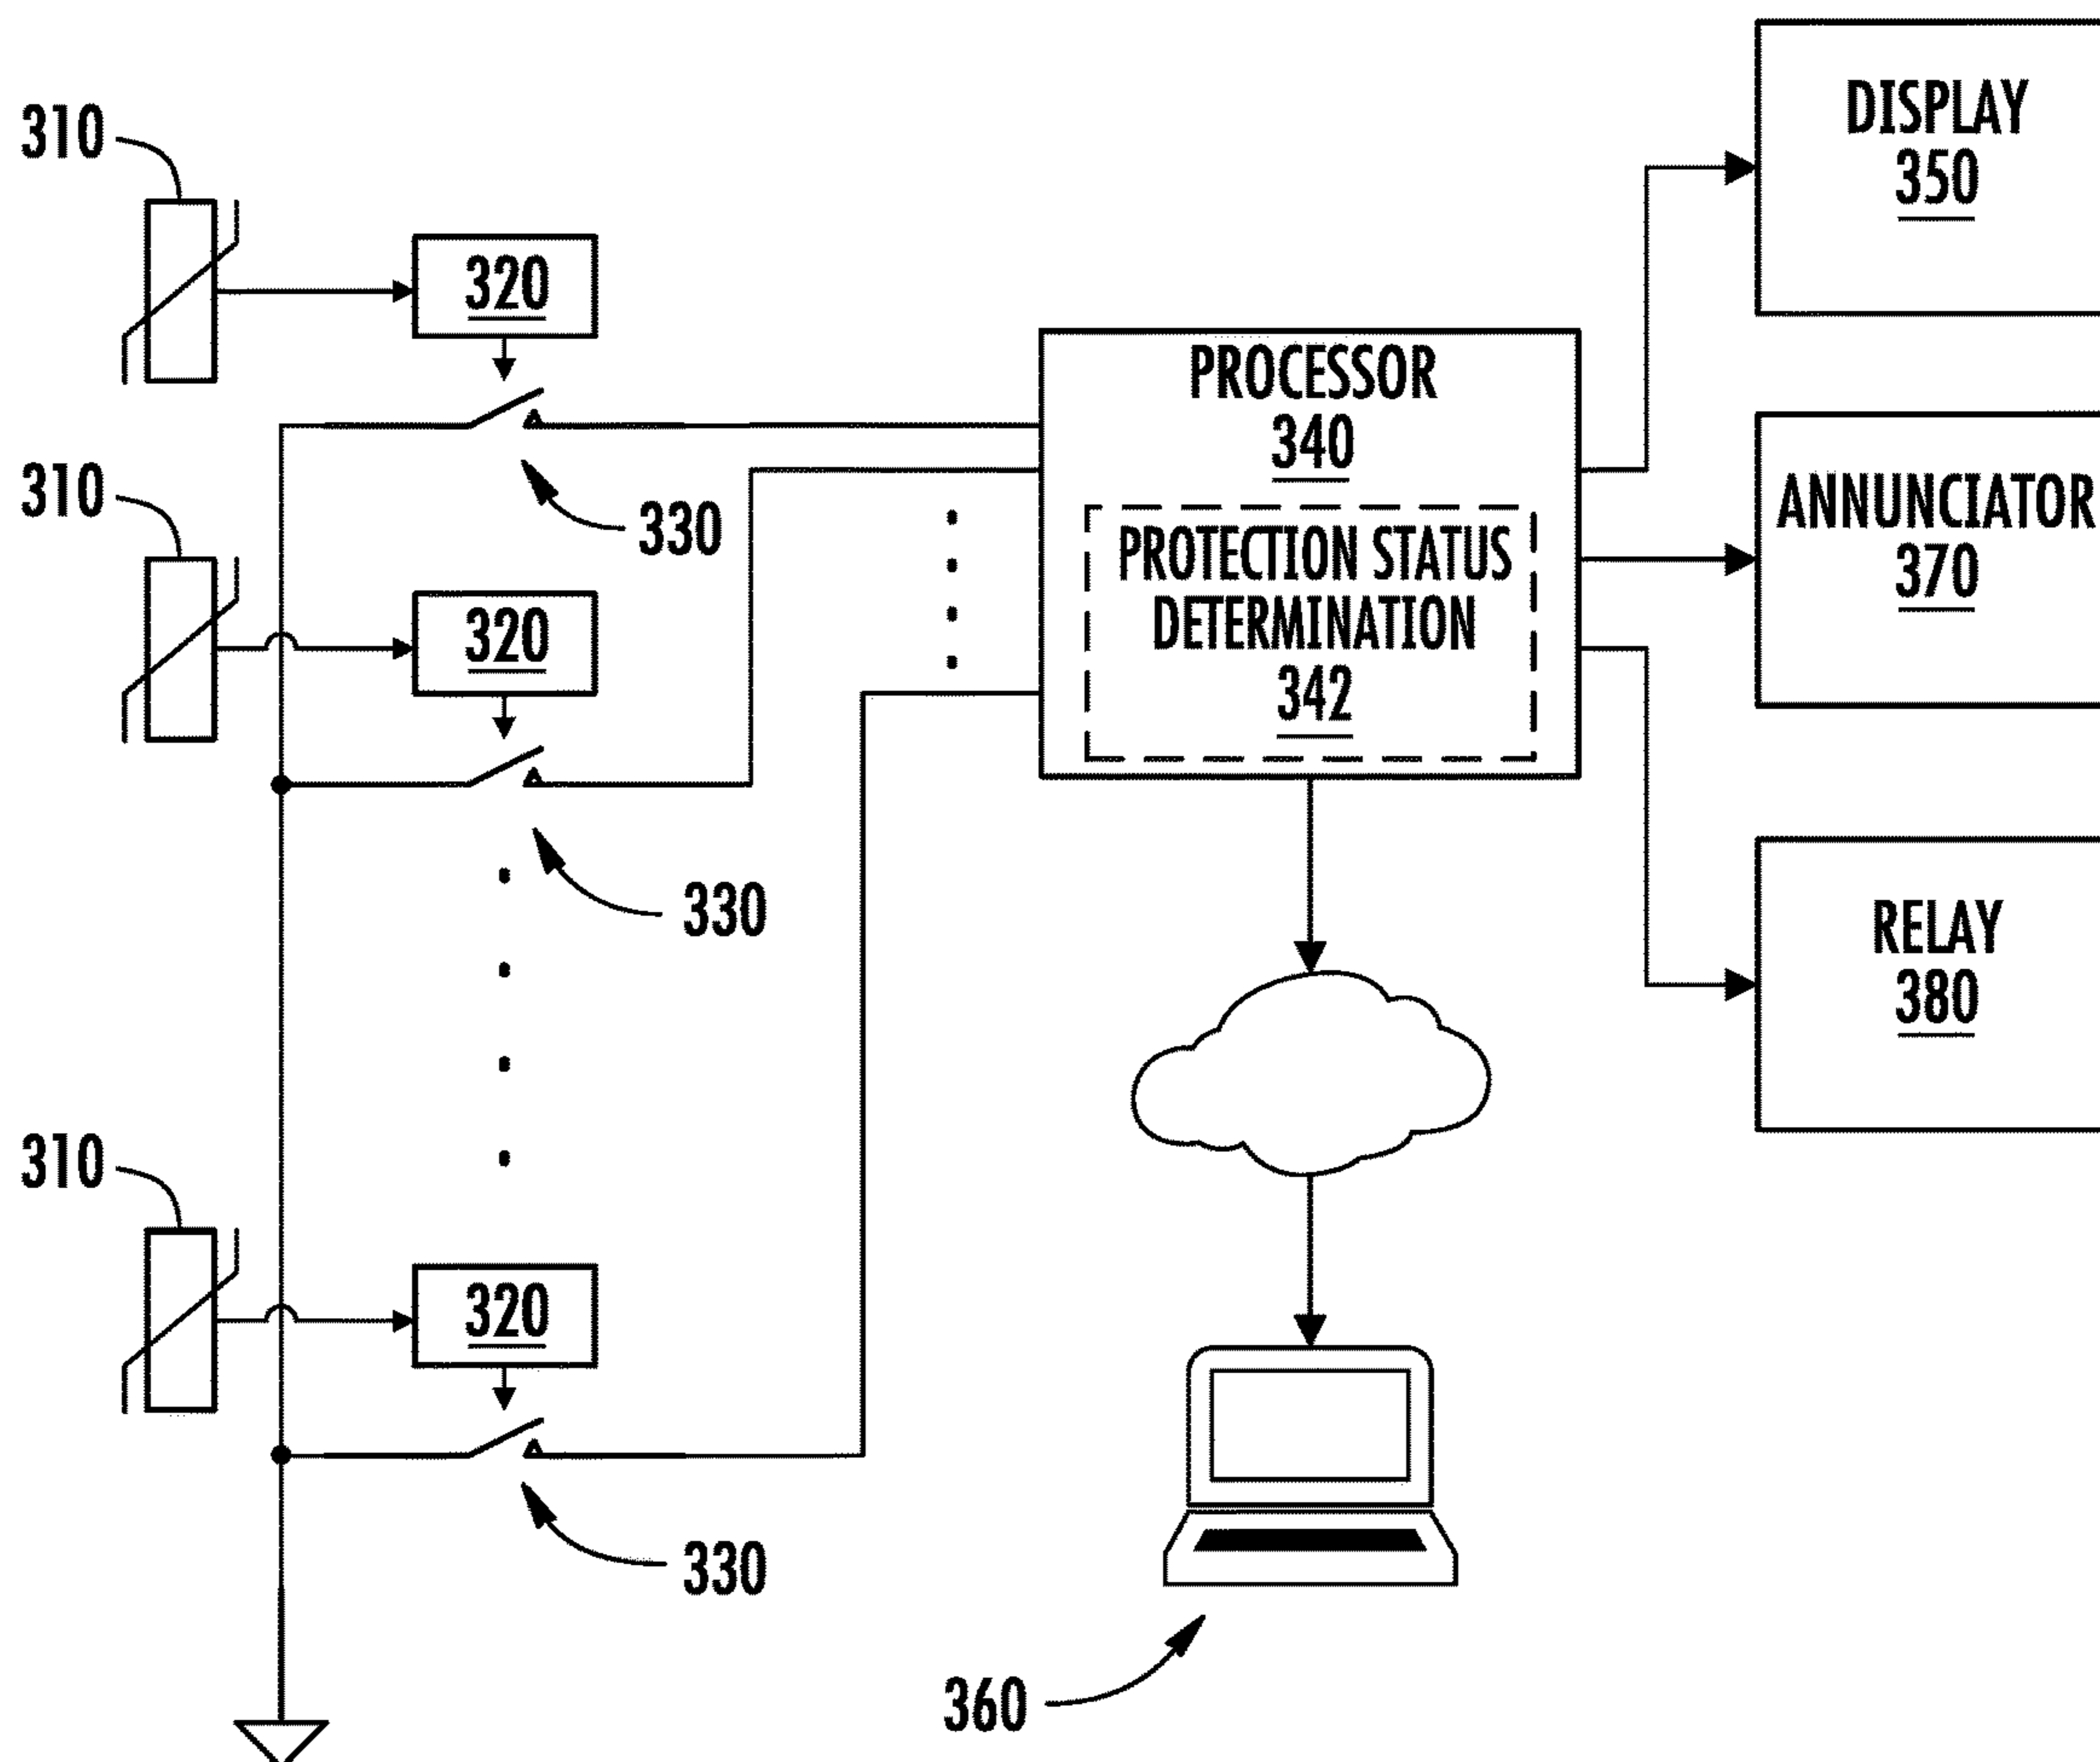 310
320
330
310
320
330
310
320
330
PROCESSOR
340
PROTECTION STATUS
DETERMINATION
342
DISPLAY
350
ANNUNCIATOR
370
RELAY
380
360